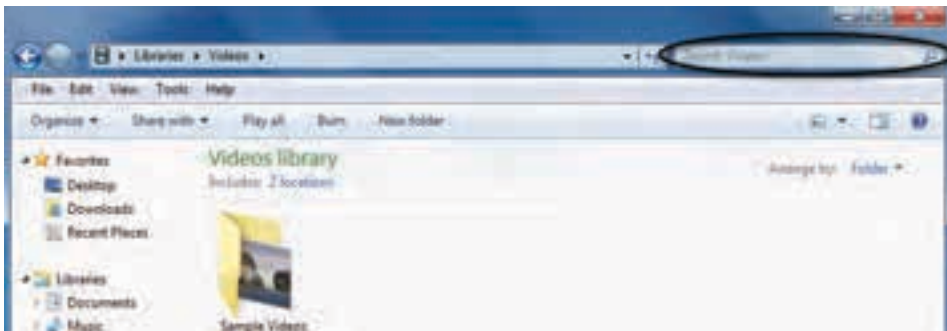 Libraries ▸ Videos ▸ Search Videos
File Edit View Tools Help
Organize Share with Play all Burn New folder
Favorites
Desktop
Downloads
Recent Places
Libraries
Documents
Music
Videos library
Includes: 2 locations
Arrange by: Folder
Sample Videos